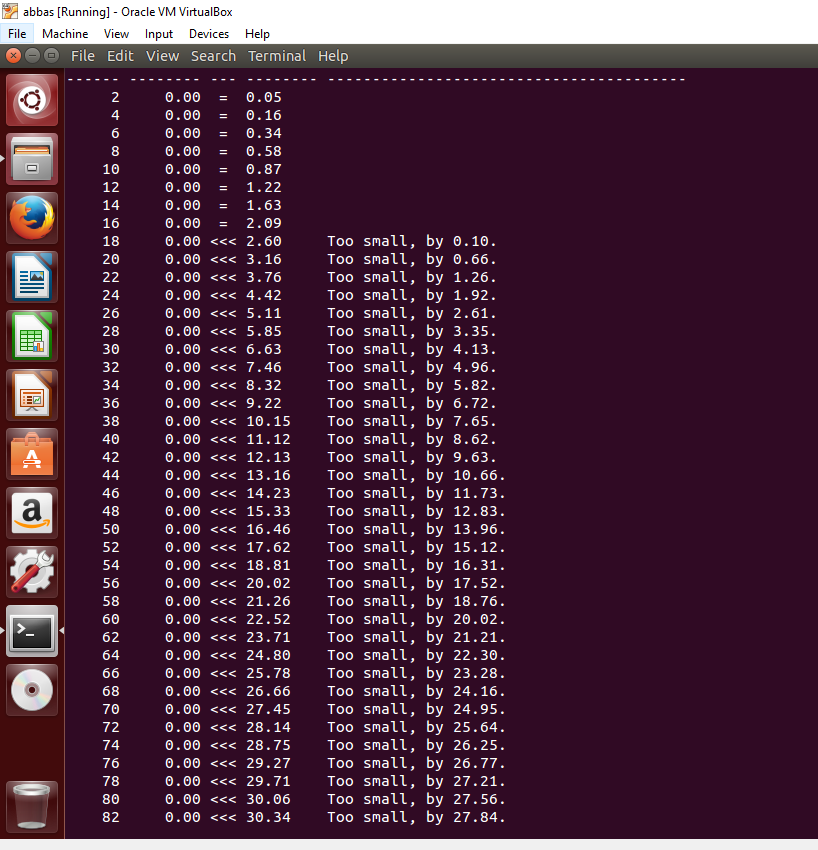 abbas [Running] - Oracle VM VirtualBox
File Machine View Input Devices Help
File Edit View Search Terminal Help
------ -------- --- -------- ----------------------------------------
2 0.00 = 0.05
4 0.00 = 0.16
6 0.00 = 0.34
8 0.00 = 0.58
10 0.00 = 0.87
12 0.00 = 1.22
14 0.00 = 1.63
16 0.00 = 2.09
18 0.00 <<< 2.60 Too small, by 0.10.
20 0.00 <<< 3.16 Too small, by 0.66.
22 0.00 <<< 3.76 Too small, by 1.26.
24 0.00 <<< 4.42 Too small, by 1.92.
26 0.00 <<< 5.11 Too small, by 2.61.
28 0.00 <<< 5.85 Too small, by 3.35.
30 0.00 <<< 6.63 Too small, by 4.13.
32 0.00 <<< 7.46 Too small, by 4.96.
34 0.00 <<< 8.32 Too small, by 5.82.
36 0.00 <<< 9.22 Too small, by 6.72.
38 0.00 <<< 10.15 Too small, by 7.65.
40 0.00 <<< 11.12 Too small, by 8.62.
42 0.00 <<< 12.13 Too small, by 9.63.
44 0.00 <<< 13.16 Too small, by 10.66.
46 0.00 <<< 14.23 Too small, by 11.73.
48 0.00 <<< 15.33 Too small, by 12.83.
50 0.00 <<< 16.46 Too small, by 13.96.
52 0.00 <<< 17.62 Too small, by 15.12.
54 0.00 <<< 18.81 Too small, by 16.31.
56 0.00 <<< 20.02 Too small, by 17.52.
58 0.00 <<< 21.26 Too small, by 18.76.
60 0.00 <<< 22.52 Too small, by 20.02.
62 0.00 <<< 23.71 Too small, by 21.21.
64 0.00 <<< 24.80 Too small, by 22.30.
66 0.00 <<< 25.78 Too small, by 23.28.
68 0.00 <<< 26.66 Too small, by 24.16.
70 0.00 <<< 27.45 Too small, by 24.95.
72 0.00 <<< 28.14 Too small, by 25.64.
74 0.00 <<< 28.75 Too small, by 26.25.
76 0.00 <<< 29.27 Too small, by 26.77.
78 0.00 <<< 29.71 Too small, by 27.21.
80 0.00 <<< 30.06 Too small, by 27.56.
82 0.00 <<< 30.34 Too small, by 27.84.